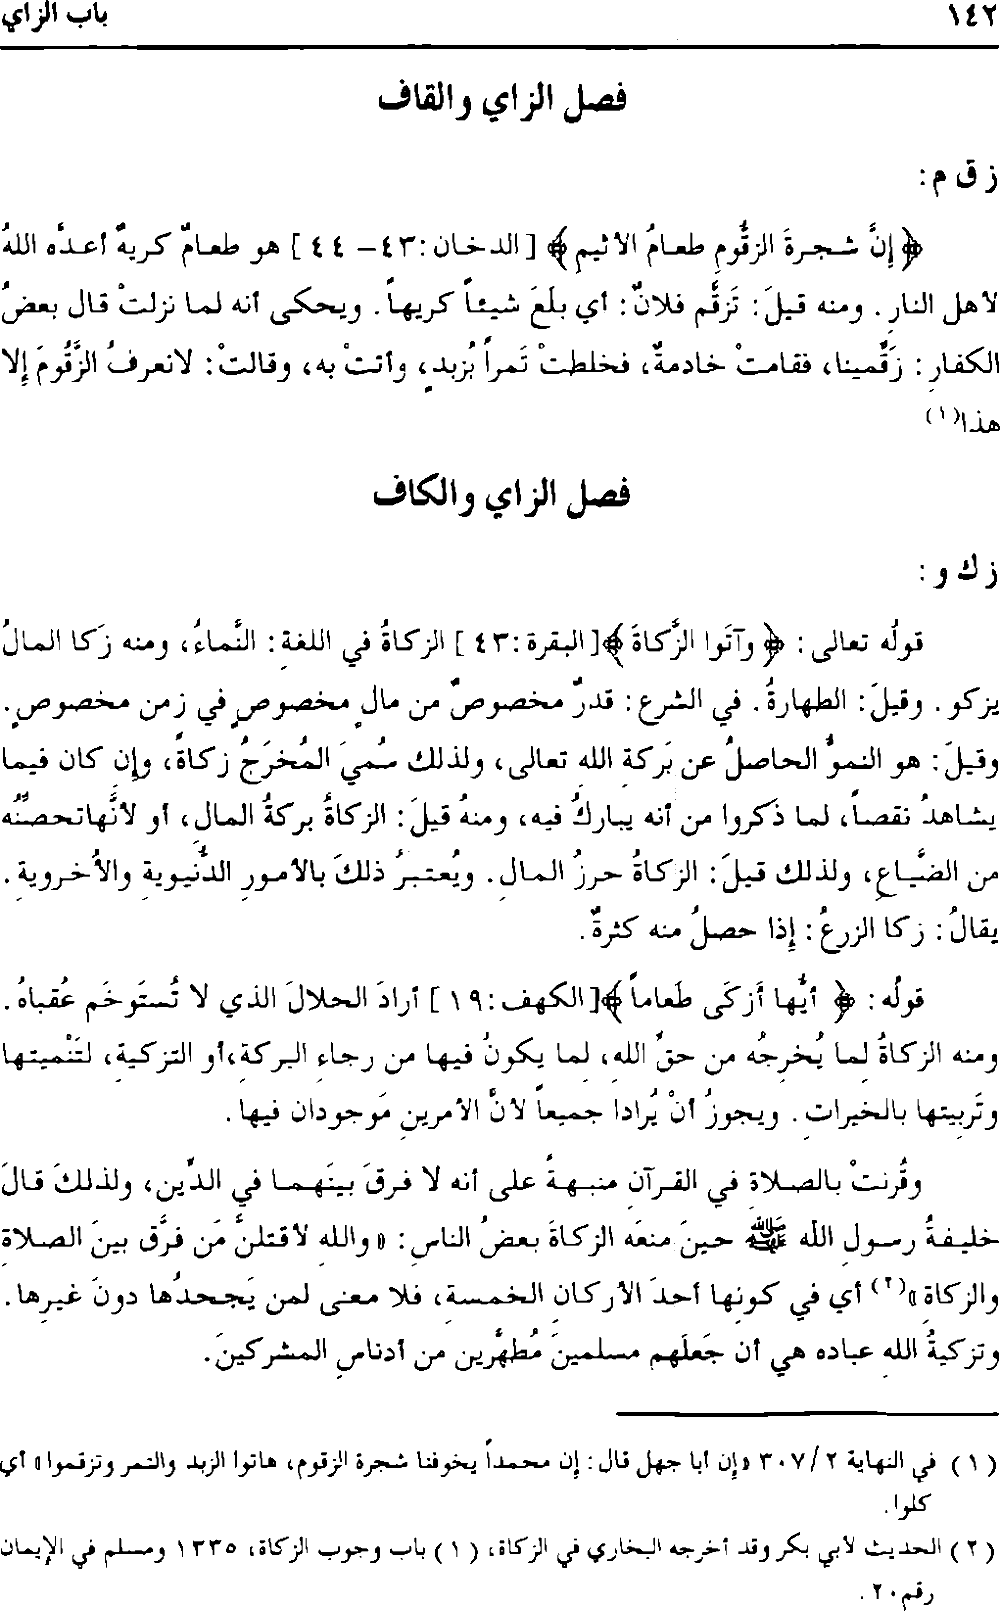 ١٤٢ باب الزاي
فصل الزاي والقاف
ز ق م:
﴿إنَّ شجرةَ الزقُّومِ طعامُ الأثيمِ﴾ [الدخان:٤٣- ٤٤] هو طعامٌ كريهٌ أعدَّه اللهُ
لأهل النارِ. ومنه قيلَ: تَزقَّم فلانٌ: أي بلَعَ شيئاً كريهاً. ويحكى أنه لما نزلتْ قال بعضُ
الكفارِ: زَقِّمينا، فقامتْ خادمةٌ، فخلطتْ تَمراً بزُبدٍ، وأتتْ به، وقالتْ: لانعرفُ الزَّقُّومَ إلا
هذا(١)
فصل الزاي والكاف
ز ك و:
قولُه تعالى: ﴿وآتَوا الزَّكاةَ﴾[البقرة:٤٣] الزكاةُ في اللغةِ: النَّماءُ، ومنه زَكا المالُ
يزكو. وقيلَ: الطهارةُ. في الشرع: قدرٌ مخصوصٌ من مالٍ مخصوصٍ في زمن مخصوصٍ.
وقيلَ: هو النموُّ الحاصلُ عن بَركةِ الله تعالى، ولذلك سُميَ المُخرَجُ زكاةً، وإن كان فيما
يشاهدُ نقصاً، لما ذكروا من أنه يباركُ فيه، ومنهُ قيلَ: الزكاةُ بركةُ المالِ، أو لأنَّهاتحصنُه
من الضَّياعِ، ولذلك قيلَ: الزكاةُ حرزُ المالِ. ويُعتبرُ ذلكَ بالأمورِ الدُّنيويةِ والأُخرويةِ.
يقالُ: زكا الزرعُ: إذا حصلُ منه كثرةٌ.
قولُه: ﴿أيُّها أَزكَى طَعاماً﴾[الكهف:١٩] أرادَ الحلالَ الذي لا تُستَوخَم عُقباهُ.
ومنه الزكاةُ لما يُخرِجُه من حقِّ اللهِ، لما يكونُ فيها من رجاءِ البركةِ،أو التزكيةِ، لتَنْميتها
وتَربيتها بالخيراتِ. ويجوزُ أنْ يُرادا جميعاً لأنَّ الأمرينِ مَوجودان فيها.
وقُرنتْ بالصلاةِ في القرآنِ منبهةً على أنه لا فرقَ بينَهما في الدِّين، ولذلكَ قالَ
خليفةُ رسولِ الله ﷺ حينَ منعَه الزكاةَ بعضُ الناسِ: «والله لأقتلنَّ مَن فرَّق بينَ الصلاةِ
والزكاةِ»(٢) أي في كونِها أحدَ الأركانِ الخمسةِ، فلا معنى لمن يَجحدُها دونَ غيرِها.
وتزكيةُ اللهِ عباده هي أن جَعلَهم مسلمينَ مُطهَّرين من أدناسِ المشركينَ.
(١) في النهاية ٣٠٧/٢ «إن أبا جهل قال: إن محمداً يخوفنا شجرة الزقوم، هاتوا الزبد والتمر وتزقموا» أي
كلوا.
(٢) الحديث لأبي بكر وقد أخرجه البخاري في الزكاة، (١) باب وجوب الزكاة، ١٣٣٥ ومسلم في الإيمان
رقم٢٠.